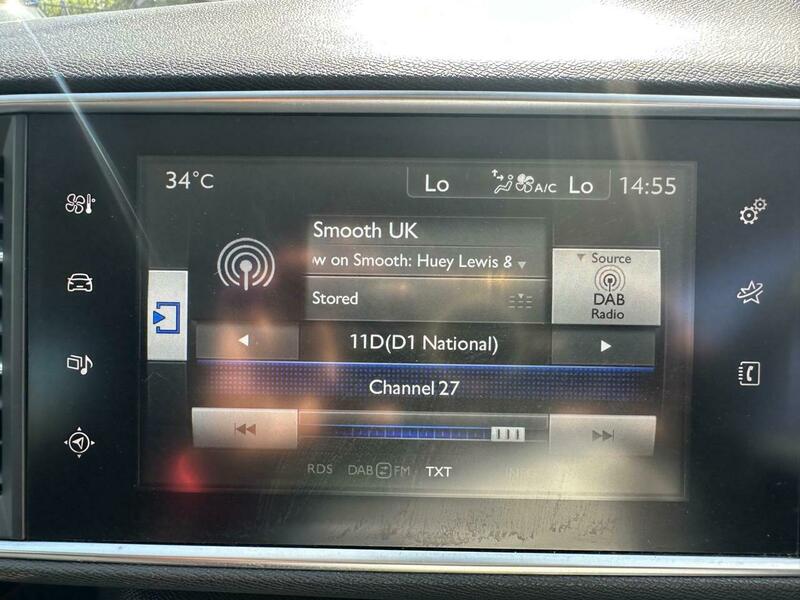 34°C
Lo
A/C Lo
14:55
Smooth UK
w on Smooth: Huey Lewis &
Source
DAB
Radio
Stored
11D(D1 National)
Channel 27
RDS DAB FM TXT